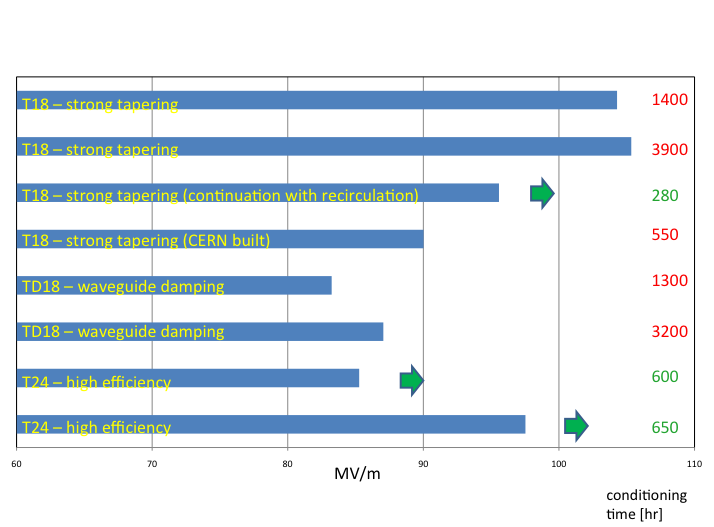 T18 – strong tapering 1400
T18 – strong tapering 3900
T18 – strong tapering (continuation with recirculation) 280
T18 – strong tapering (CERN built) 550
TD18 – waveguide damping 1300
TD18 – waveguide damping 3200
T24 – high efficiency 600
T24 – high efficiency 650
60 70 80 90 100 110
MV/m
conditioning
time [hr]